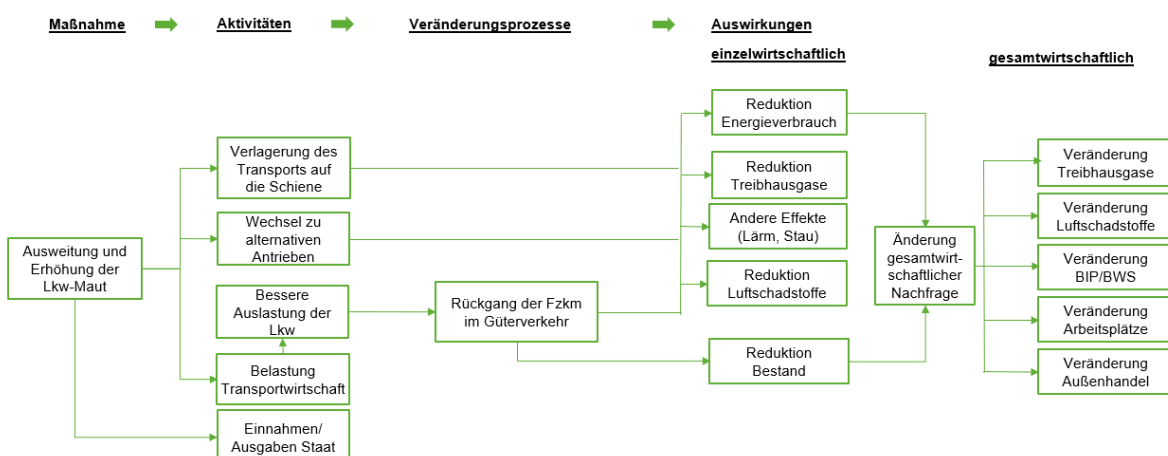 Maßnahme
Aktivitäten
Veränderungsprozesse
Auswirkungen
einzelwirtschaftlich
gesamtwirtschaftlich
Ausweitung und
Erhöhung der
Lkw-Maut
Verlagerung des
Transports auf
die Schiene
Wechsel zu
alternativen
Antrieben
Bessere
Auslastung der
Lkw
Belastung
Transportwirtschaft
Einnahmen/
Ausgaben Staat
Rückgang der Fzkm
im Güterverkehr
Reduktion
Energieverbrauch
Reduktion
Treibhausgase
Andere Effekte
(Lärm, Stau)
Reduktion
Luftschadstoffe
Reduktion
Bestand
Änderung
gesamtwirt-
schaftlicher
Nachfrage
Veränderung
Treibhausgase
Veränderung
Luftschadstoffe
Veränderung
BIP/BWS
Veränderung
Arbeitsplätze
Veränderung
Außenhandel